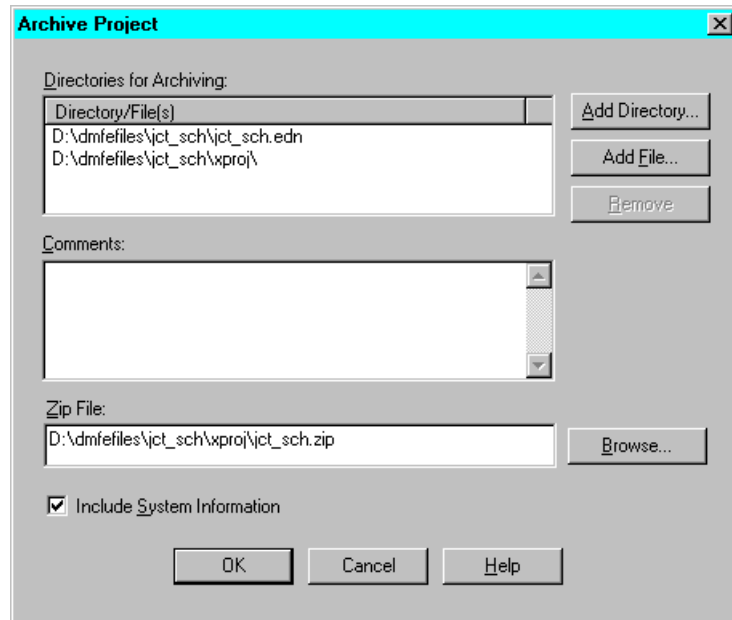 Archive Project
Directories for Archiving:
Directory/File(s)
Add Directory...
D:\dmfefiles\jct_sch\jct_sch.edn
D:\dmfefiles\jct_sch\xproj\
Add File...
Remove
Comments:
Zip File:
D:\dmfefiles\jct_sch\xproj\jct_sch.zip
Browse...
Include System Information
OK
Cancel
Help